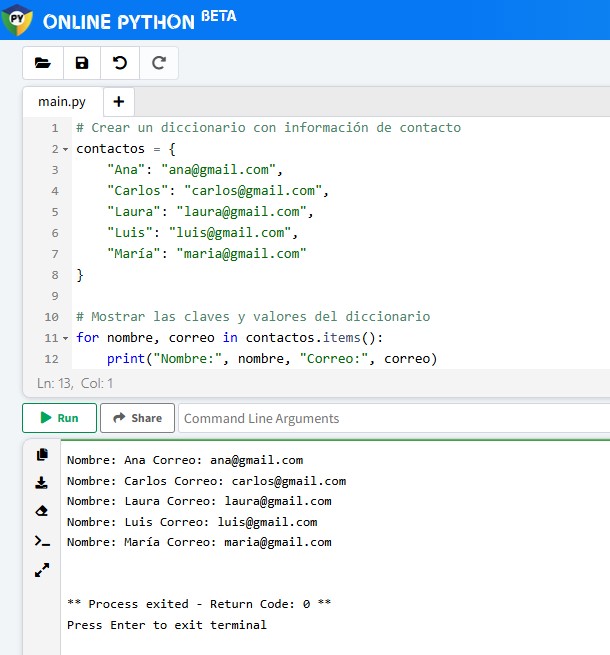 PY ONLINE PYTHON BETA
main.py +
1 # Crear un diccionario con información de contacto
2 contactos = {
3     "Ana": "ana@gmail.com",
4     "Carlos": "carlos@gmail.com",
5     "Laura": "laura@gmail.com",
6     "Luis": "luis@gmail.com",
7     "María": "maria@gmail.com"
8 }
9
10 # Mostrar las claves y valores del diccionario
11 for nombre, correo in contactos.items():
12     print("Nombre:", nombre, "Correo:", correo)
Ln: 13, Col: 1
Run Share Command Line Arguments
Nombre: Ana Correo: ana@gmail.com
Nombre: Carlos Correo: carlos@gmail.com
Nombre: Laura Correo: laura@gmail.com
Nombre: Luis Correo: luis@gmail.com
Nombre: María Correo: maria@gmail.com
** Process exited - Return Code: 0 **
Press Enter to exit terminal